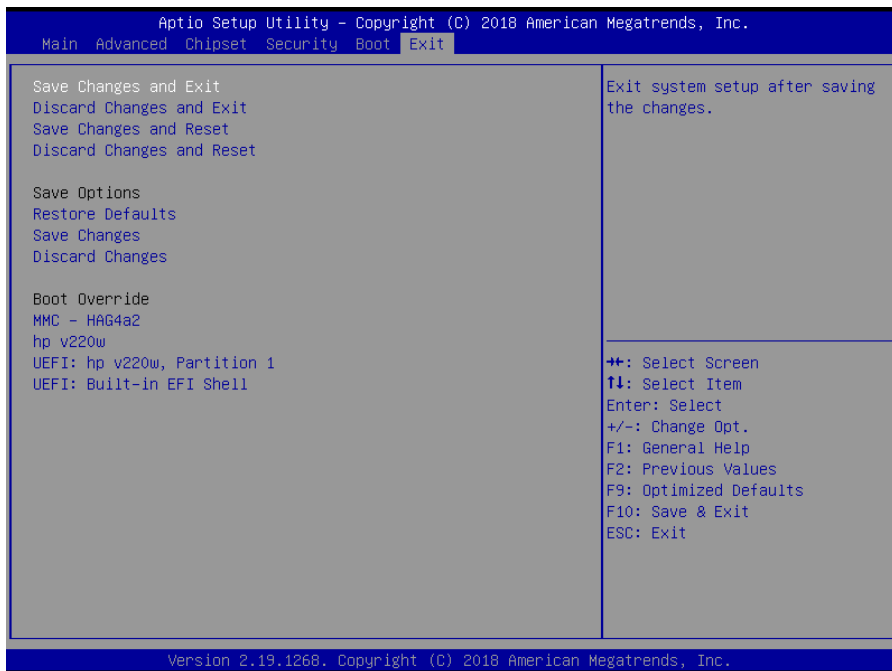 Aptio Setup Utility – Copyright (C) 2018 American Megatrends, Inc.
Main Advanced Chipset Security Boot Exit
Save Changes and Exit
Discard Changes and Exit
Save Changes and Reset
Discard Changes and Reset
Save Options
Restore Defaults
Save Changes
Discard Changes
Boot Override
MMC – HAG4a2
hp v220w
UEFI: hp v220w, Partition 1
UEFI: Built-in EFI Shell
Exit system setup after saving
the changes.
→←: Select Screen
↑↓: Select Item
Enter: Select
+/-: Change Opt.
F1: General Help
F2: Previous Values
F9: Optimized Defaults
F10: Save & Exit
ESC: Exit
Version 2.19.1268. Copyright (C) 2018 American Megatrends, Inc.